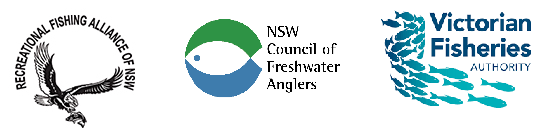 RECREATIONAL FISHING ALLIANCE OF NSW
NSW
Council of
Freshwater
Anglers
Victorian
Fisheries
AUTHORITY